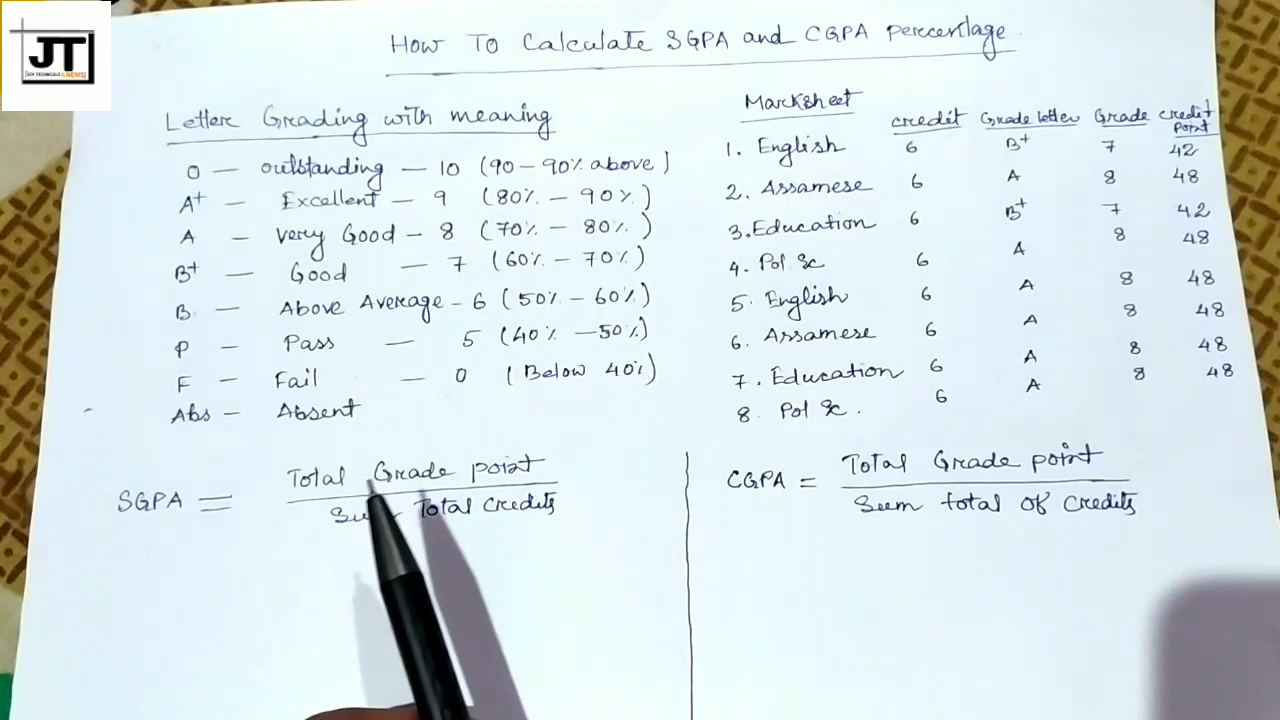 JT
How To Calculate SGPA and CGPA percentage.
Letter Grading with meaning
O — outstanding — 10 (90 – 90% above)
A+ — Excellent — 9 (80% – 90%)
A — very Good — 8 (70% – 80%)
B+ — Good — 7 (60% – 70%)
B — Above Average — 6 (50% – 60%)
P — Pass — 5 (40% – 50%)
F — Fail — 0 (Below 40%)
Abs — Absent
SGPA = Total Grade point
Total Credits
Marksheet credit Grade letter Grade credit point
1. English 6 B+ 7 42
2. Assamese 6 A 8 48
3. Education 6 B+ 7 42
4. Pol. Sc 6 A 8 48
5. English 6 A 8 48
6. Assamese 6 A 8 48
7. Education 6 A 8 48
8. Pol Sc. 6 A 8 48
CGPA = Total Grade point
Sum total of Credits